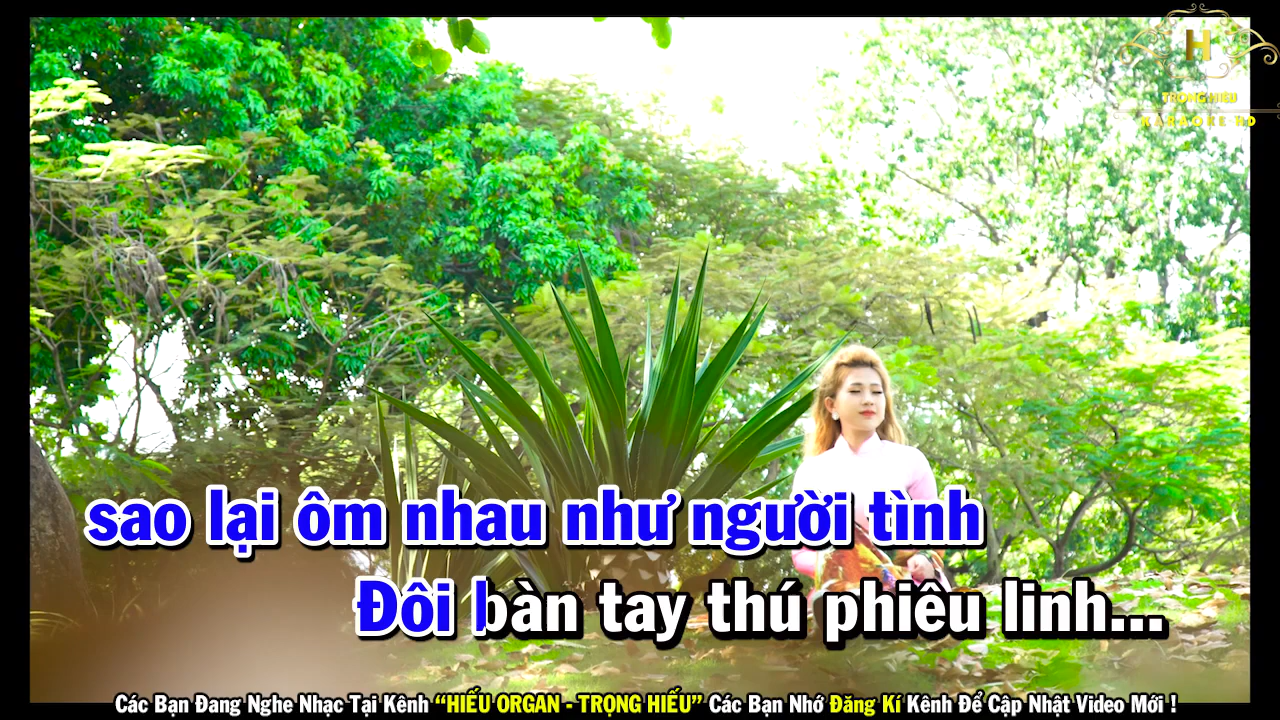 H
TRỌNG HIẾU
KARAOKE HD
sao lại ôm nhau như người tình
Đôi bàn tay thú phiêu linh...
Các Bạn Đang Nghe Nhạc Tại Kênh “HIẾU ORGAN - TRỌNG HIẾU” Các Bạn Nhớ Đăng Kí Kênh Để Cập Nhật Video Mới !